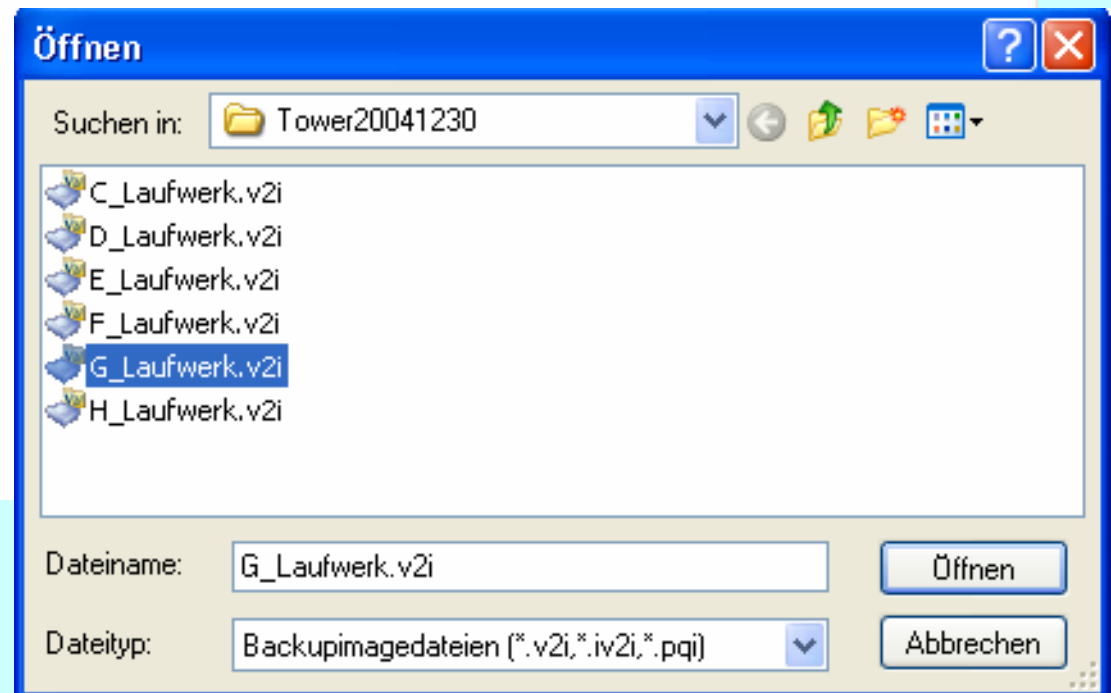 Öffnen
Suchen in: Tower20041230
C_Laufwerk.v2i
D_Laufwerk.v2i
E_Laufwerk.v2i
F_Laufwerk.v2i
G_Laufwerk.v2i
H_Laufwerk.v2i
Dateiname: G_Laufwerk.v2i Öffnen
Dateityp: Backupimagedateien (*.v2i,*.iv2i,*.pqi) Abbrechen